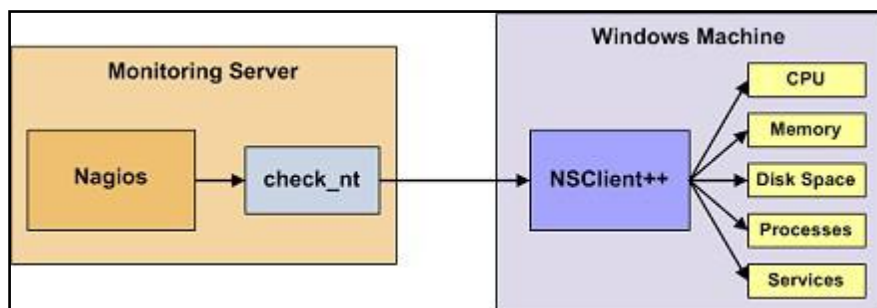 Monitoring Server
Nagios
check_nt
Windows Machine
NSClient++
CPU
Memory
Disk Space
Processes
Services